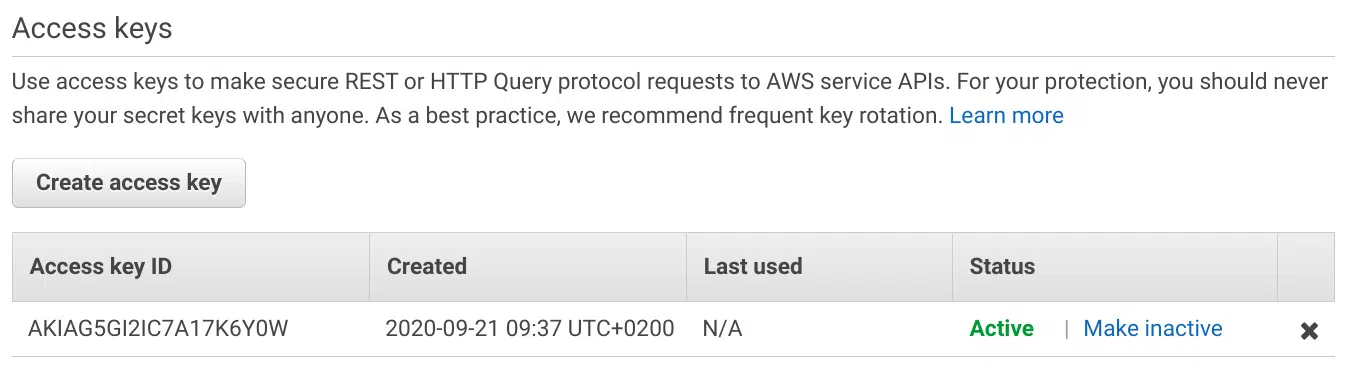 Access keys
Use access keys to make secure REST or HTTP Query protocol requests to AWS service APIs. For your protection, you should never
share your secret keys with anyone. As a best practice, we recommend frequent key rotation. Learn more
Create access key
Access key ID Created Last used Status
AKIAG5GI2IC7A17K6Y0W 2020-09-21 09:37 UTC+0200 N/A Active | Make inactive